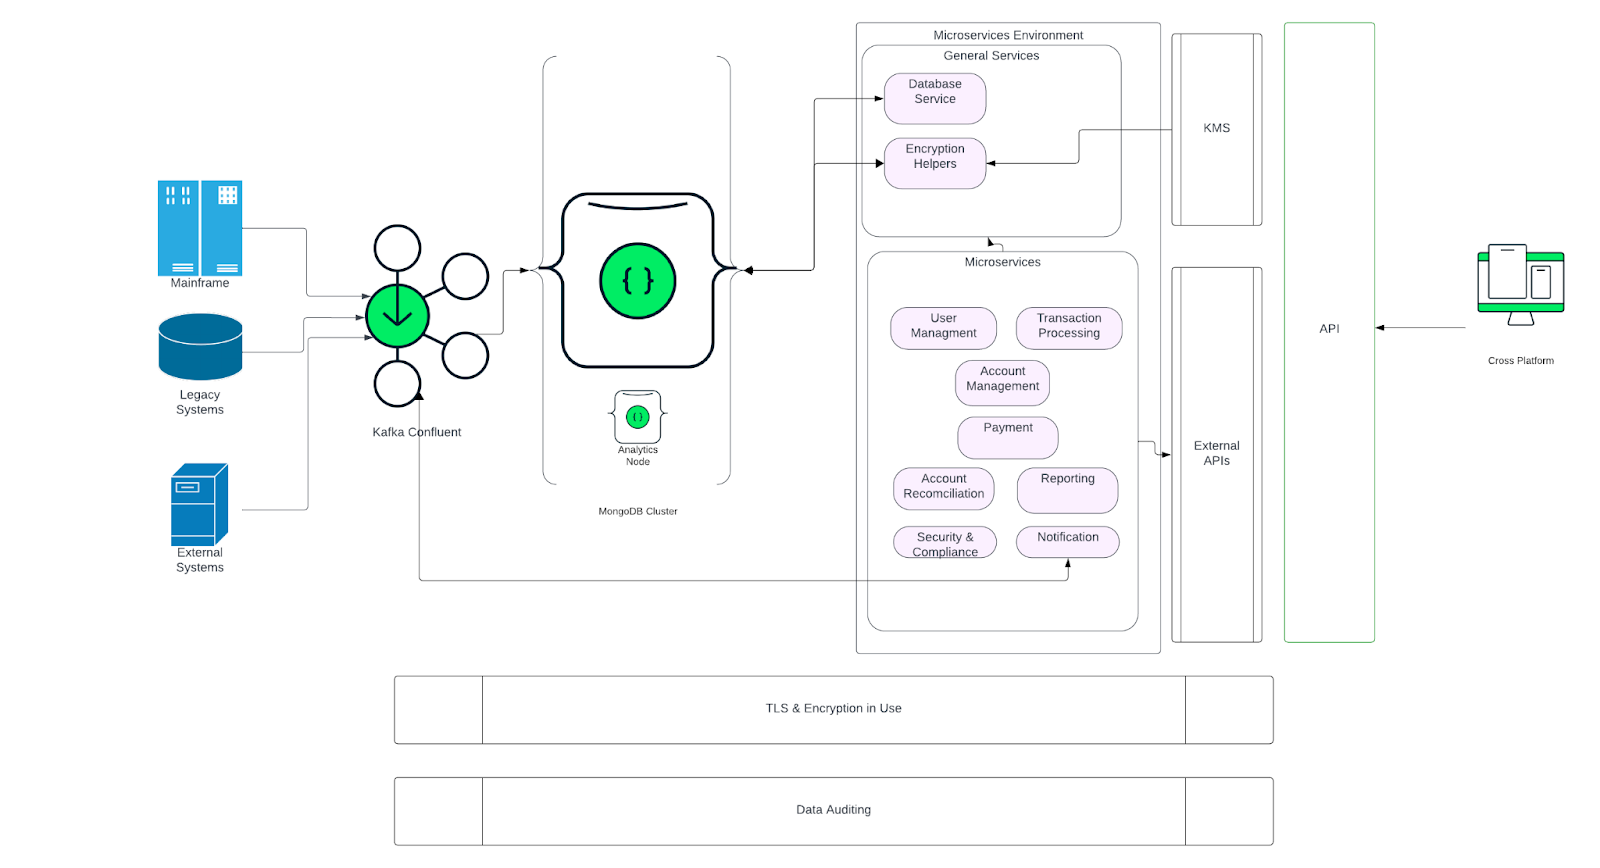 Microservices Environment
General Services
Database
Service
Encryption
Helpers
KMS
Mainframe
Legacy
Systems
External
Systems
Kafka Confluent
{ }
{ }
Analytics
Node
MongoDB Cluster
Microservices
User
Managment
Transaction
Processing
Account
Management
Payment
Account
Recomciliation
Reporting
Security &
Compliance
Notification
External
APIs
API
Cross Platform
TLS & Encryption in Use
Data Auditing